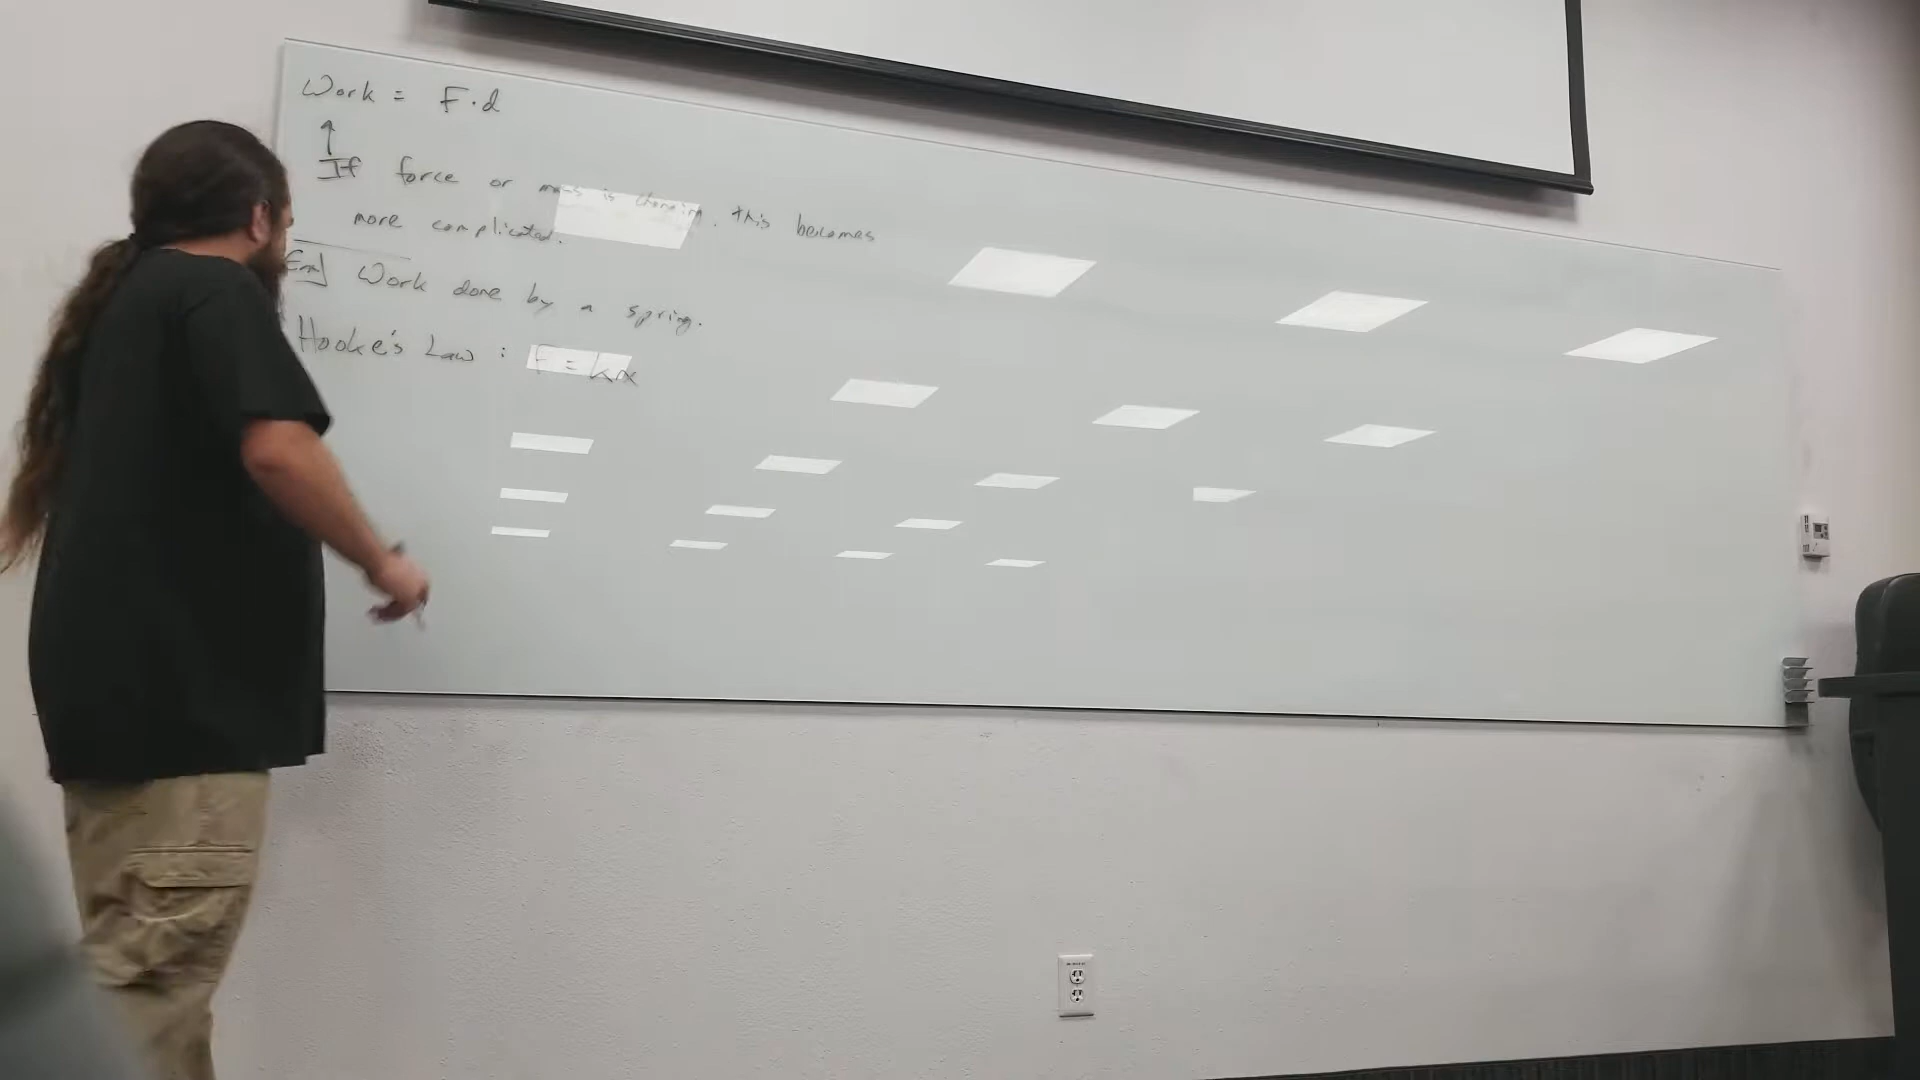 Work = F·d
↑
If force or mass is changing, this becomes
more complicated.
Ex] Work done by a spring.
Hooke's Law : F = kx